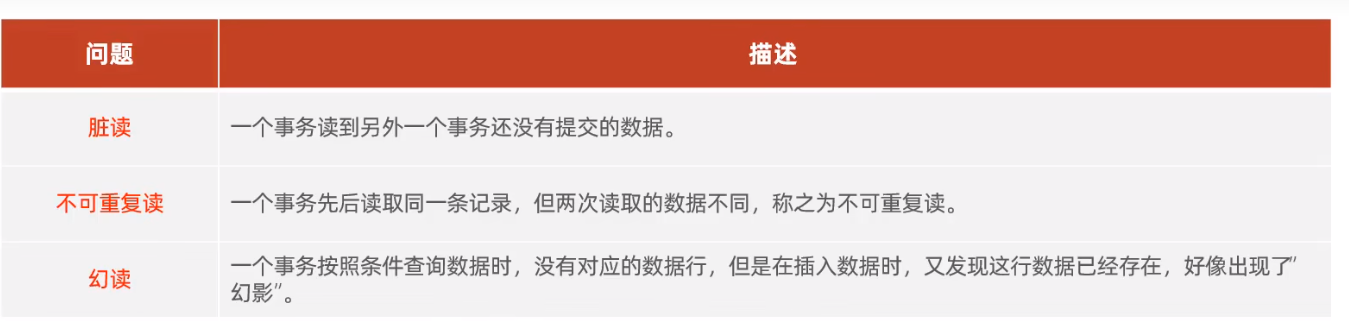 问题
描述
脏读
一个事务读到另外一个事务还没有提交的数据。
不可重复读
一个事务先后读取同一条记录，但两次读取的数据不同，称之为不可重复读。
幻读
一个事务按照条件查询数据时，没有对应的数据行，但是在插入数据时，又发现这行数据已经存在，好像出现了"
幻影"。